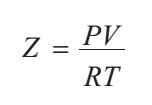 Z = PV/RT